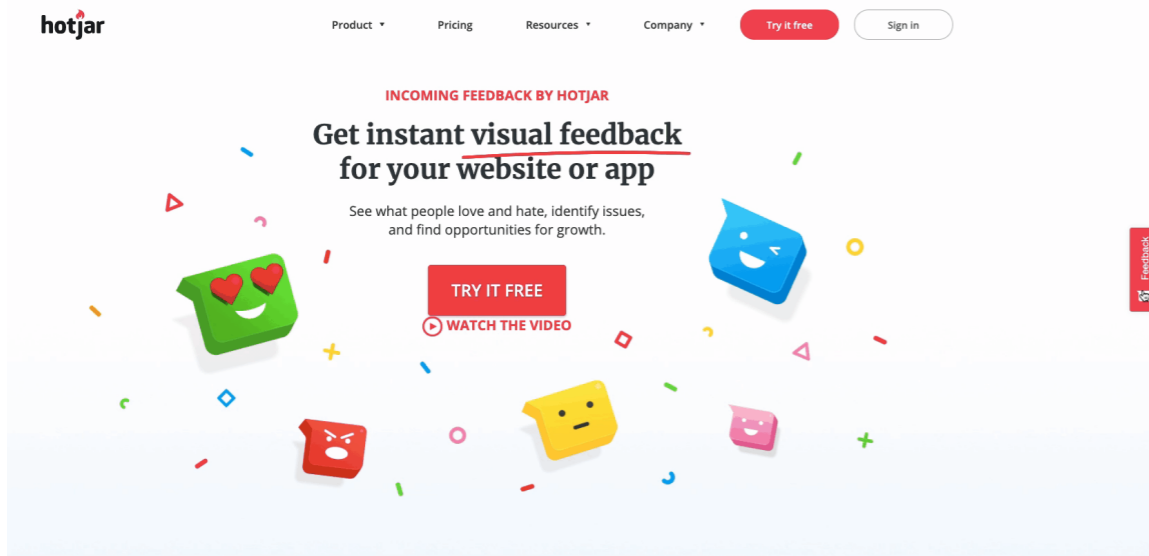 hotjar
Product
Pricing
Resources
Company
Try it free
Sign in
INCOMING FEEDBACK BY HOTJAR
Get instant visual feedback
for your website or app
See what people love and hate, identify issues,
and find opportunities for growth.
TRY IT FREE
WATCH THE VIDEO
Feedback